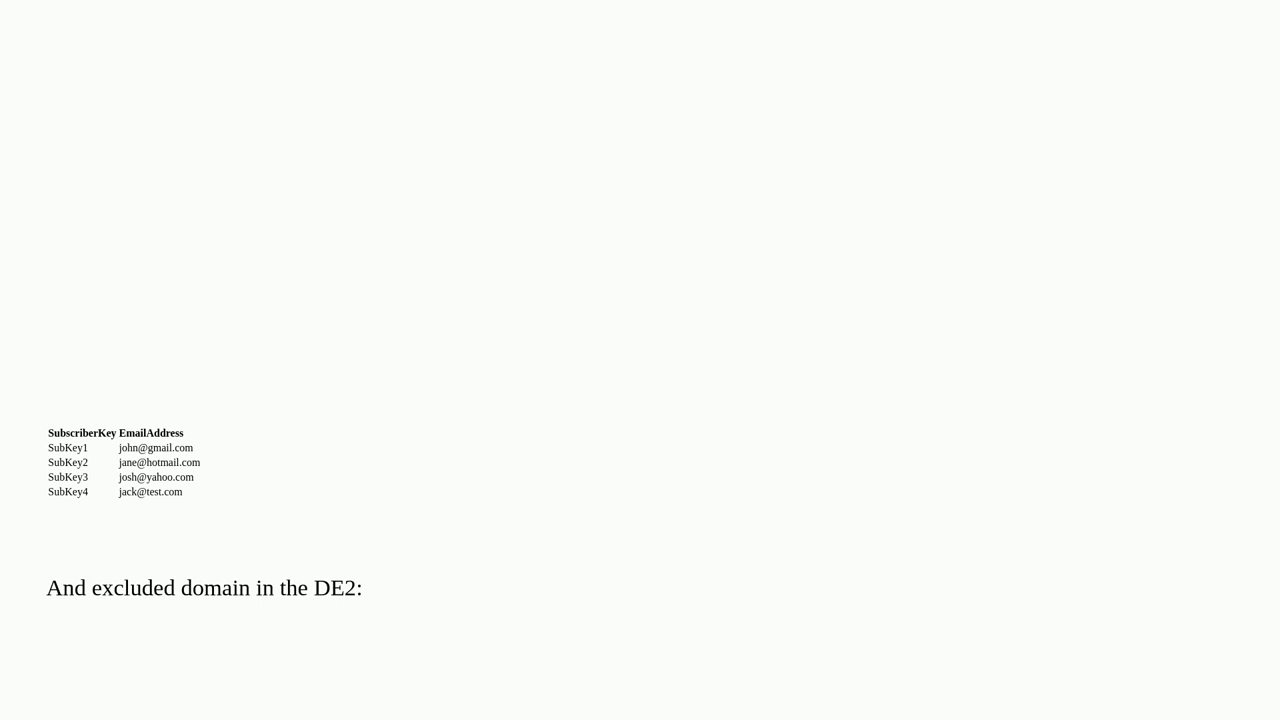 SubscriberKey EmailAddress
SubKey1 john@gmail.com
SubKey2 jane@hotmail.com
SubKey3 josh@yahoo.com
SubKey4 jack@test.com
And excluded domain in the DE2: